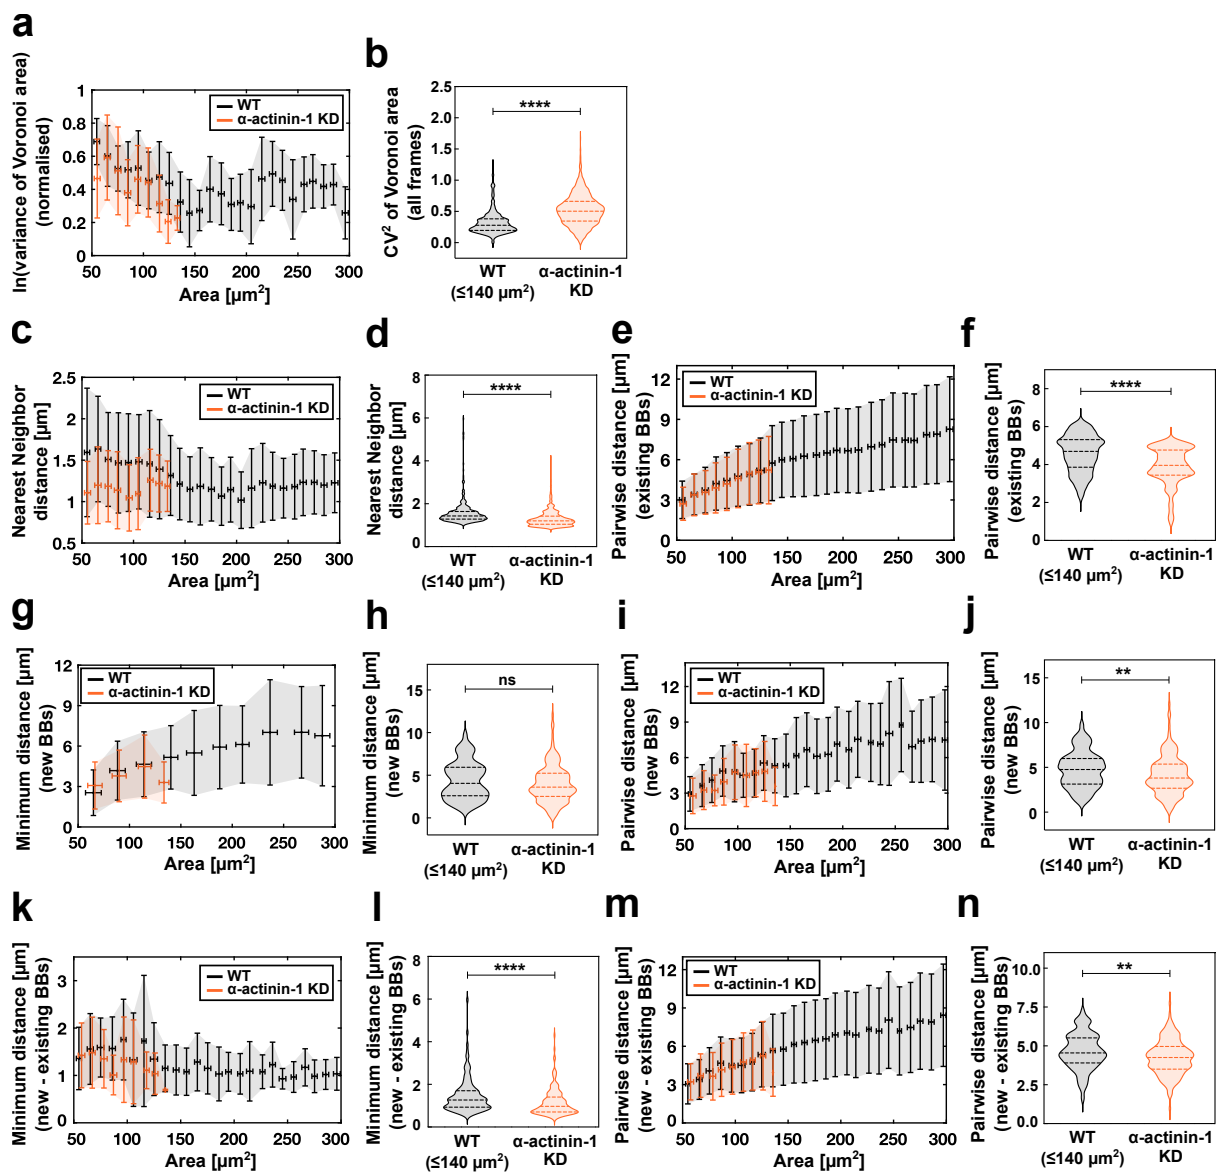 a
ln(variance of Voronoi area)
(normalised)
1
0.8
0.6
0.4
0.2
0
WT
α-actinin-1 KD
50 100 150 200 250 300
Area [µm²]
b
CV² of Voronoi area
(all frames)
2.5
2.0
1.5
1.0
0.5
0.0
****
WT
(≤140 µm²)
α-actinin-1
KD
c
Nearest Neighbor
distance [µm]
2.5
2
1.5
1
0.5
WT
α-actinin-1 KD
50 100 150 200 250 300
Area [µm²]
d
Nearest Neighbor
distance [µm]
8
6
4
2
0
****
WT
(≤140 µm²)
α-actinin-1
KD
e
Pairwise distance [µm]
(existing BBs)
12
9
6
3
0
WT
α-actinin-1 KD
50 100 150 200 250 300
Area [µm²]
f
Pairwise distance [µm]
(existing BBs)
8
6
4
2
0
****
WT
(≤140 µm²)
α-actinin-1
KD
g
Minimum distance [µm]
(new BBs)
12
9
6
3
0
WT
α-actinin-1 KD
50 100 150 200 250 300
Area [µm²]
h
Minimum distance [µm]
(new BBs)
15
10
5
0
ns
WT
(≤140 µm²)
α-actinin-1
KD
i
Pairwise distance [µm]
(new BBs)
12
9
6
3
0
WT
α-actinin-1 KD
50 100 150 200 250 300
Area [µm²]
j
Pairwise distance [µm]
(new BBs)
15
10
5
0
**
WT
(≤140 µm²)
α-actinin-1
KD
k
Minimum distance [µm]
(new - existing BBs)
3
2
1
0
WT
α-actinin-1 KD
50 100 150 200 250 300
Area [µm²]
l
Minimum distance [µm]
(new - existing BBs)
8
6
4
2
0
****
WT
(≤140 µm²)
α-actinin-1
KD
m
Pairwise distance [µm]
(new - existing BBs)
12
9
6
3
0
WT
α-actinin-1 KD
50 100 150 200 250 300
Area [µm²]
n
Pairwise distance [µm]
(new - existing BBs)
10.0
7.5
5.0
2.5
0.0
**
WT
(≤140 µm²)
α-actinin-1
KD